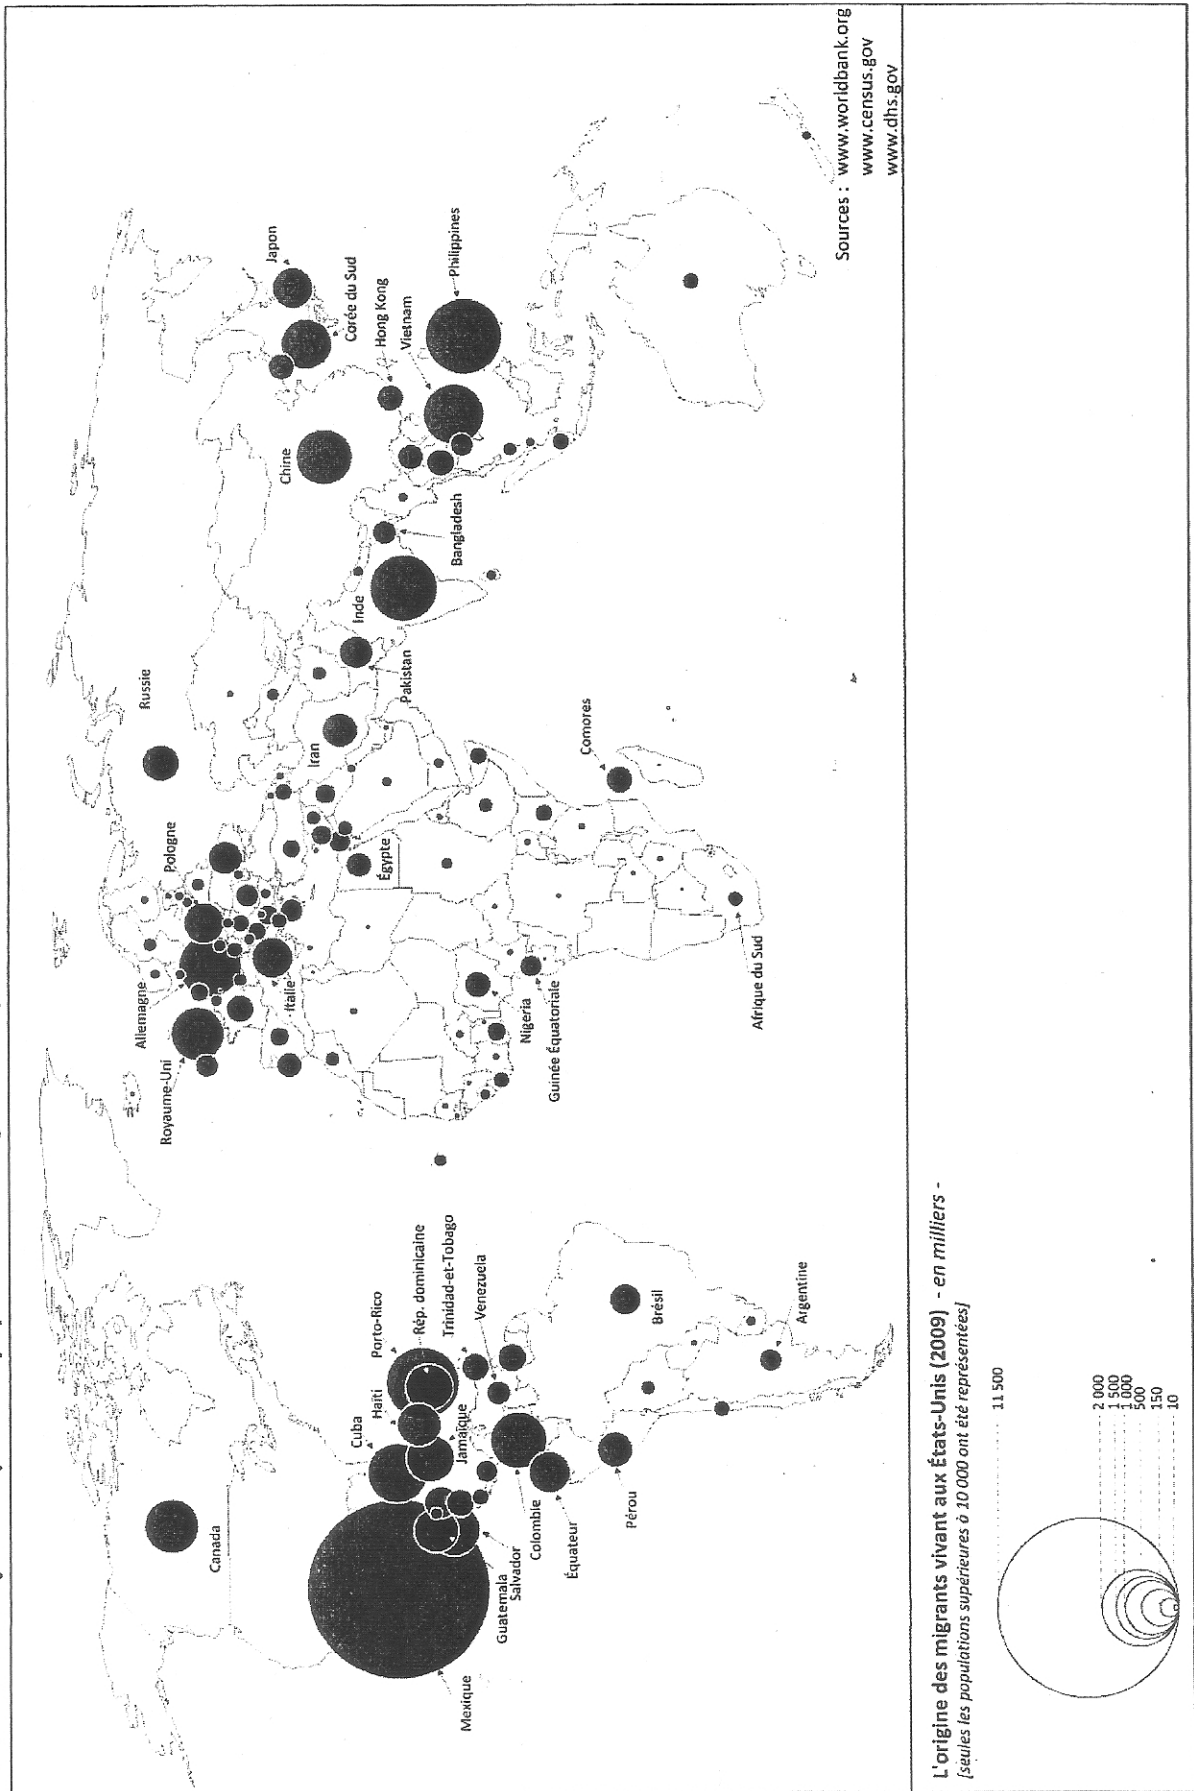 Canada
Mexique
Guatemala
Salvador
Cuba
Haïti
Jamaïque
Porto-Rico
Rép. dominicaine
Trinidad-et-Tobago
Venezuela
Colombie
Équateur
Pérou
Brésil
Argentine
Royaume-Uni
Allemagne
Pologne
Italie
Russie
Égypte
Iran
Pakistan
Nigeria
Guinée Équatoriale
Afrique du Sud
Comores
Inde
Bangladesh
Chine
Hong Kong
Vietnam
Corée du Sud
Japon
Philippines
Sources : www.worldbank.org
www.census.gov
www.dhs.gov
L'origine des migrants vivant aux États-Unis (2009) - en milliers -
[seules les populations supérieures à 10 000 ont été représentées]
11 500
2 000
1 500
1 000
500
150
10